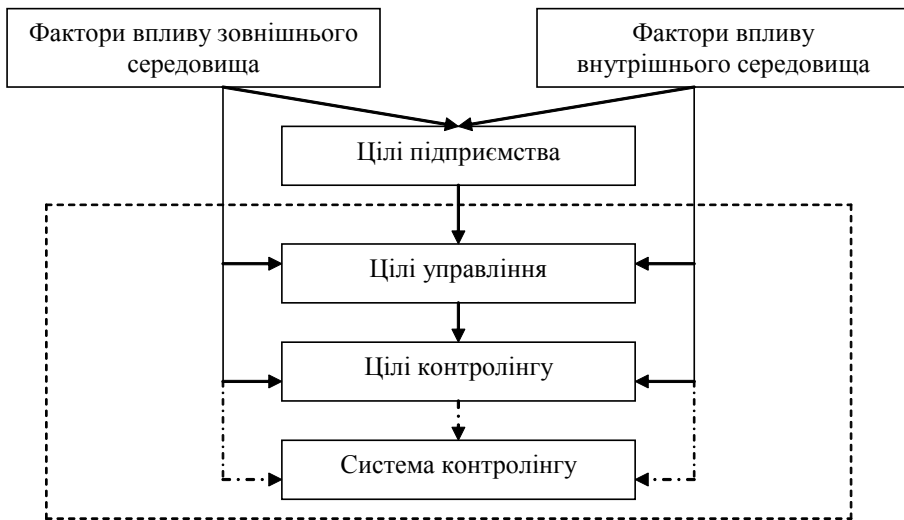 Фактори впливу зовнішнього
середовища
Фактори впливу
внутрішнього середовища
Цілі підприємства
Цілі управління
Цілі контролінгу
Система контролінгу